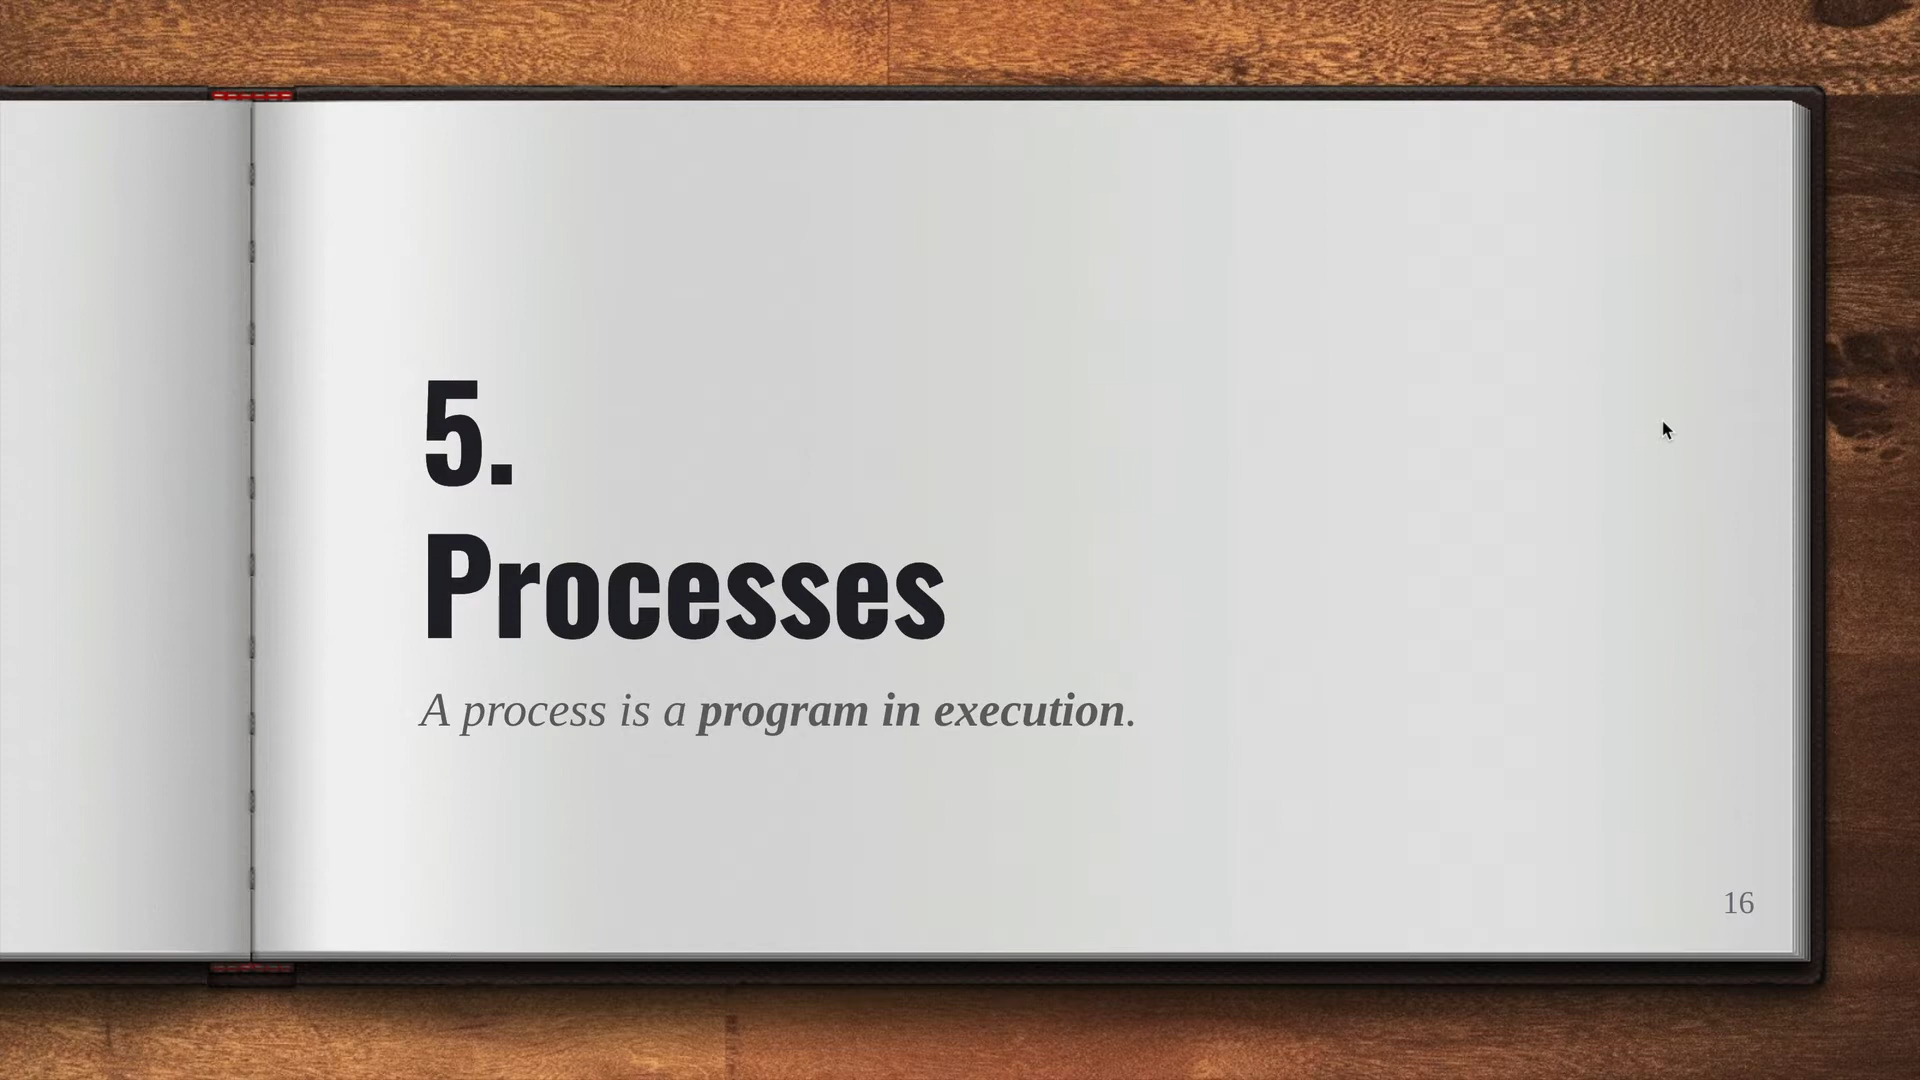 5.
Processes
A process is a program in execution.
16